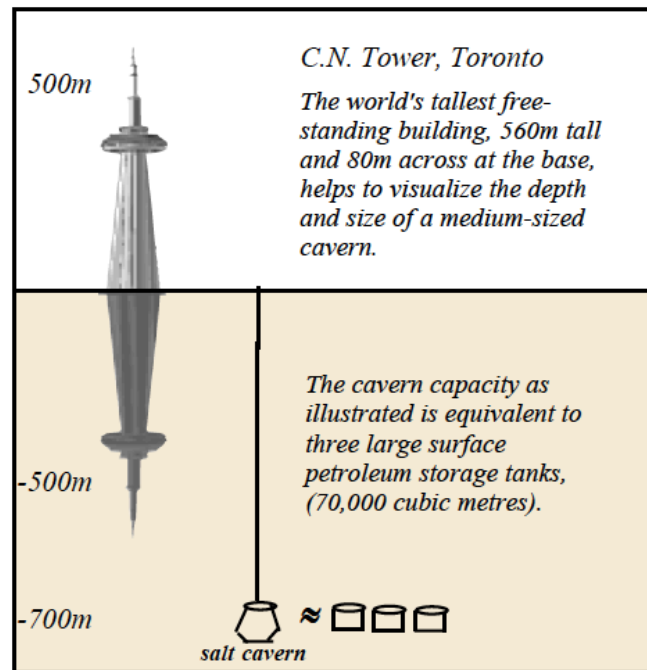 500m
C.N. Tower, Toronto
The world's tallest free-
standing building, 560m tall
and 80m across at the base,
helps to visualize the depth
and size of a medium-sized
cavern.
The cavern capacity as
illustrated is equivalent to
three large surface
petroleum storage tanks,
(70,000 cubic metres).
-500m
-700m
≈
salt cavern